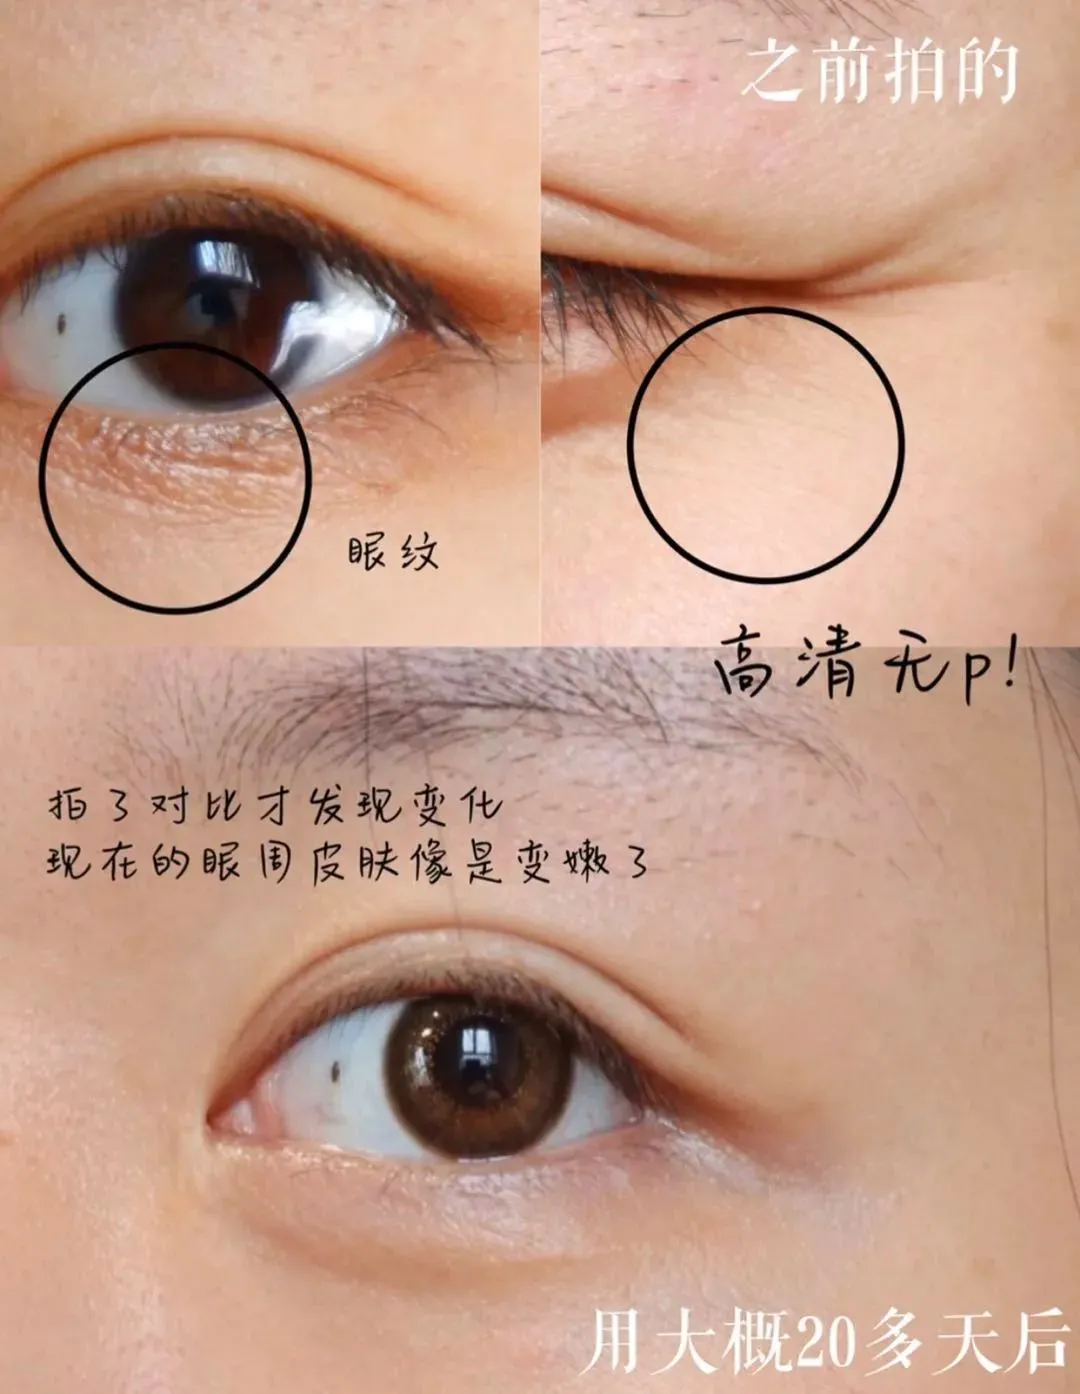 之前拍的
眼纹
高清无p!
拍了对比才发现变化
现在的眼周皮肤像是变嫩了
用大概20多天后